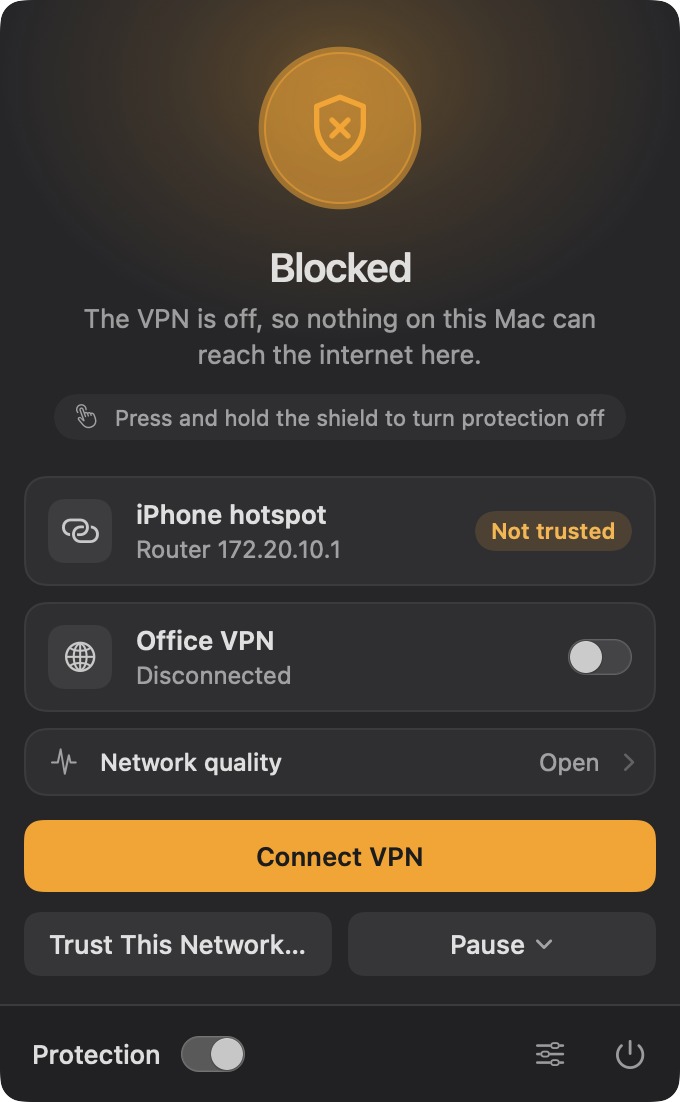 Blocked
The VPN is off, so nothing on this Mac can
reach the internet here.
Press and hold the shield to turn protection off
iPhone hotspot
Router 172.20.10.1
Not trusted
Office VPN
Disconnected
Network quality
Open
Connect VPN
Trust This Network...
Pause
Protection